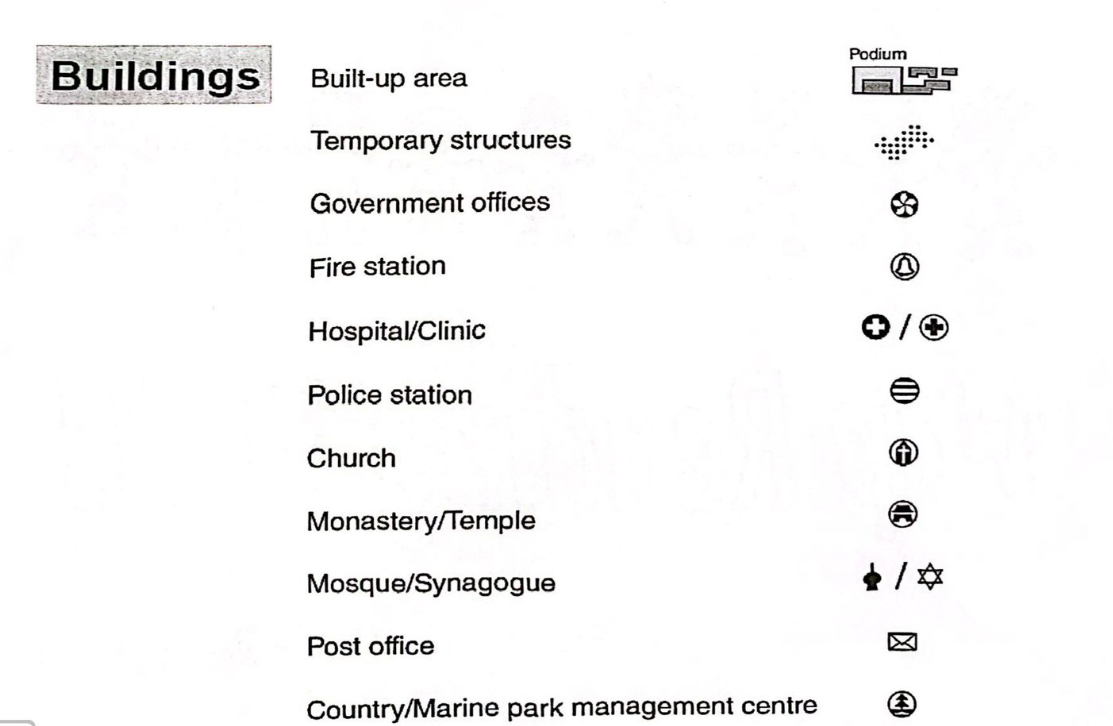 Buildings
Podium
Built-up area
Temporary structures
Government offices
Fire station
Hospital/Clinic /
Police station
Church
Monastery/Temple
Mosque/Synagogue /
Post office
Country/Marine park management centre